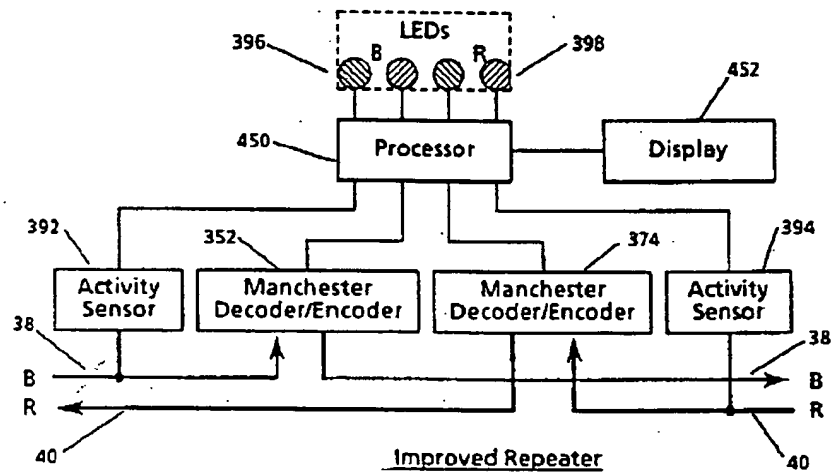 LEDs
396
B
R
398
452
450
Processor
Display
392
352
374
394
Activity
Sensor
Manchester
Decoder/Encoder
Manchester
Decoder/Encoder
Activity
Sensor
38
38
B
B
R
R
40
40
Improved Repeater